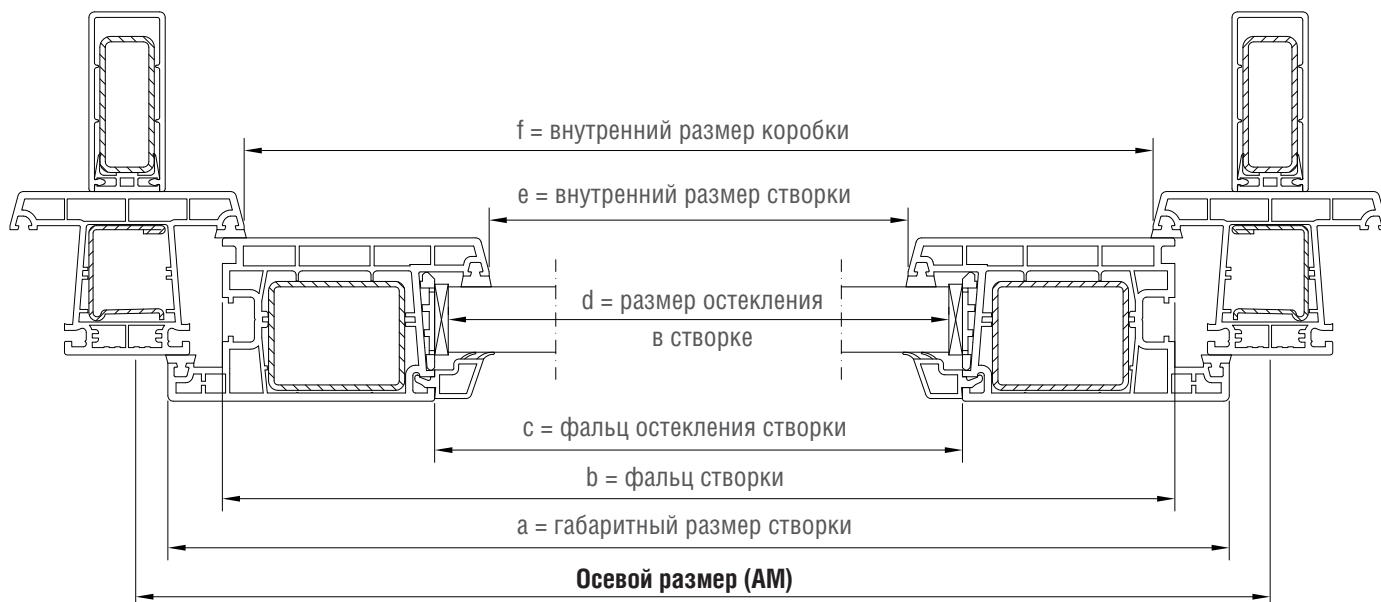 f = внутренний размер коробки
e = внутренний размер створки
d = размер остекления
в створке
c = фальц остекления створки
b = фальц створки
a = габаритный размер створки
Осевой размер (AM)